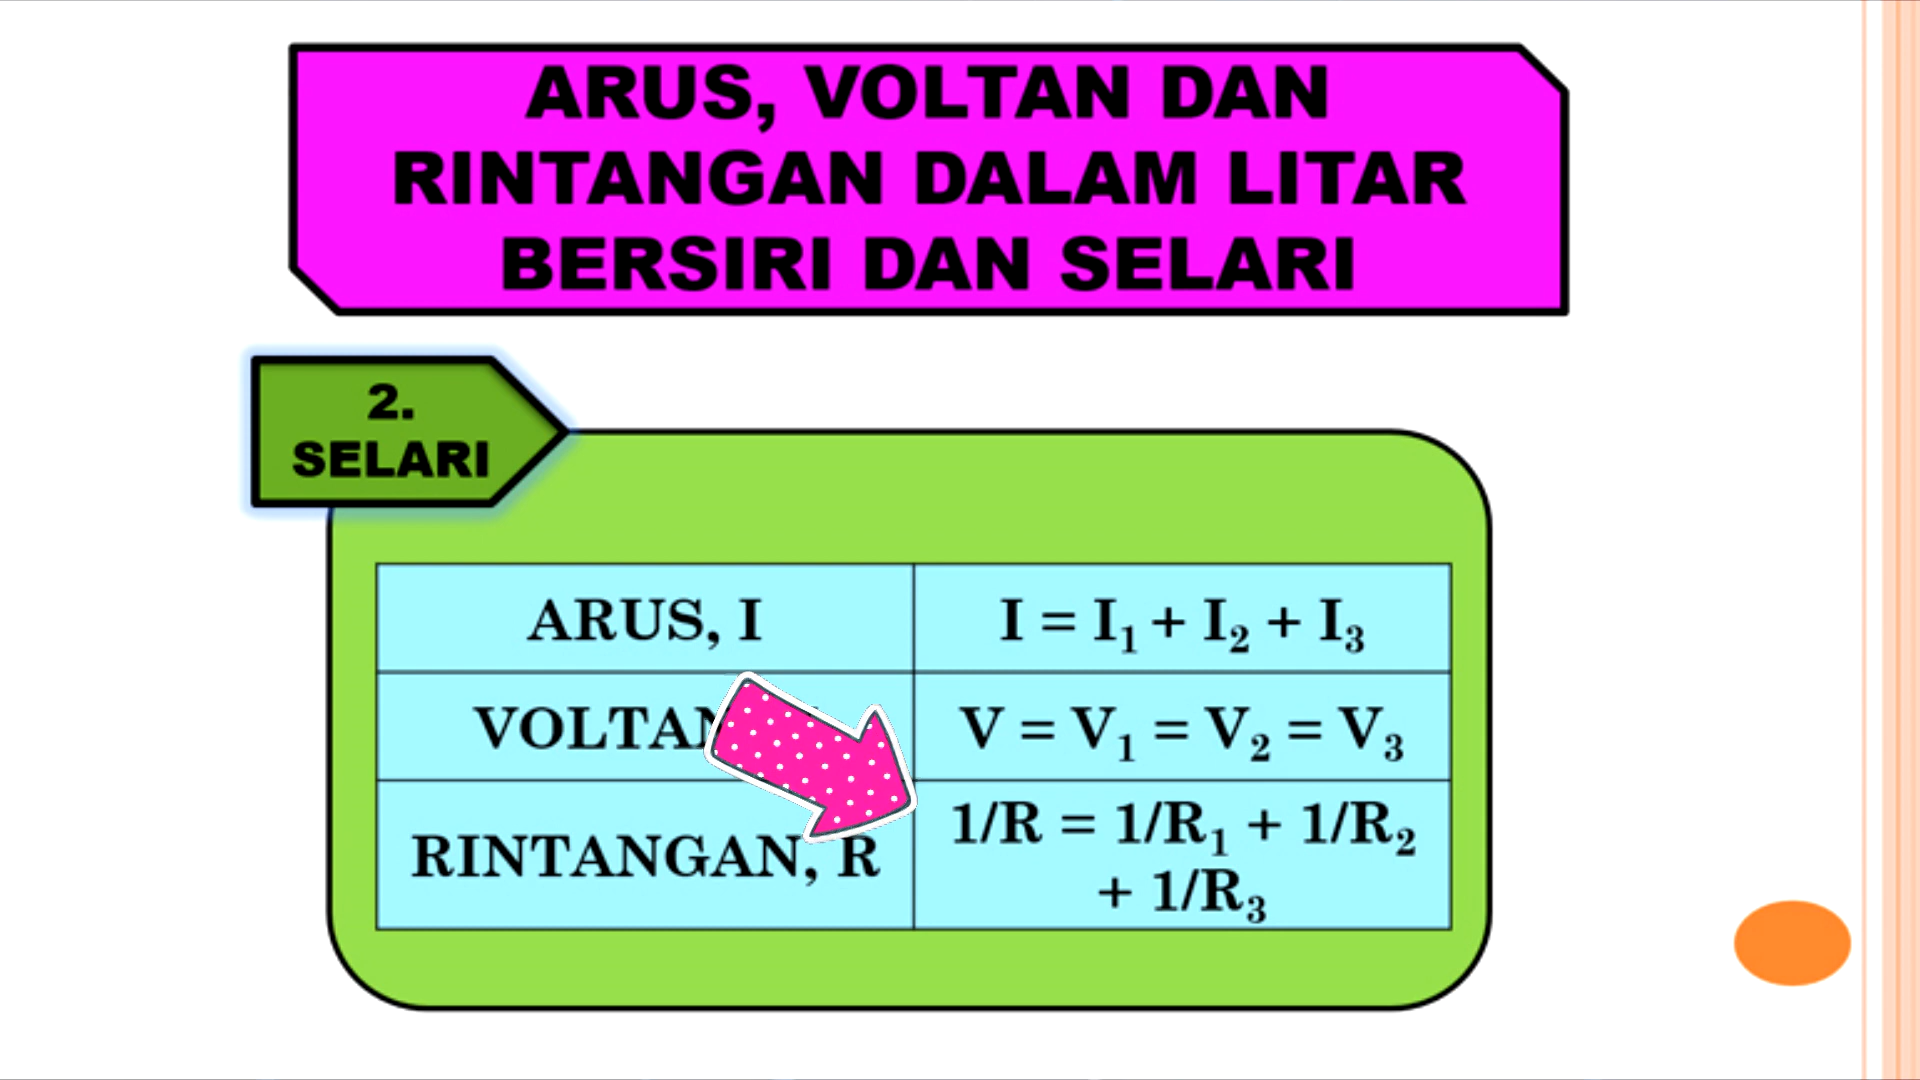 ARUS, VOLTAN DAN
RINTANGAN DALAM LITAR
BERSIRI DAN SELARI
2.
SELARI
ARUS, I
I = I₁ + I₂ + I₃
V = V₁ = V₂ = V₃
RINTANGAN, R
1/R = 1/R₁ + 1/R₂
+ 1/R₃